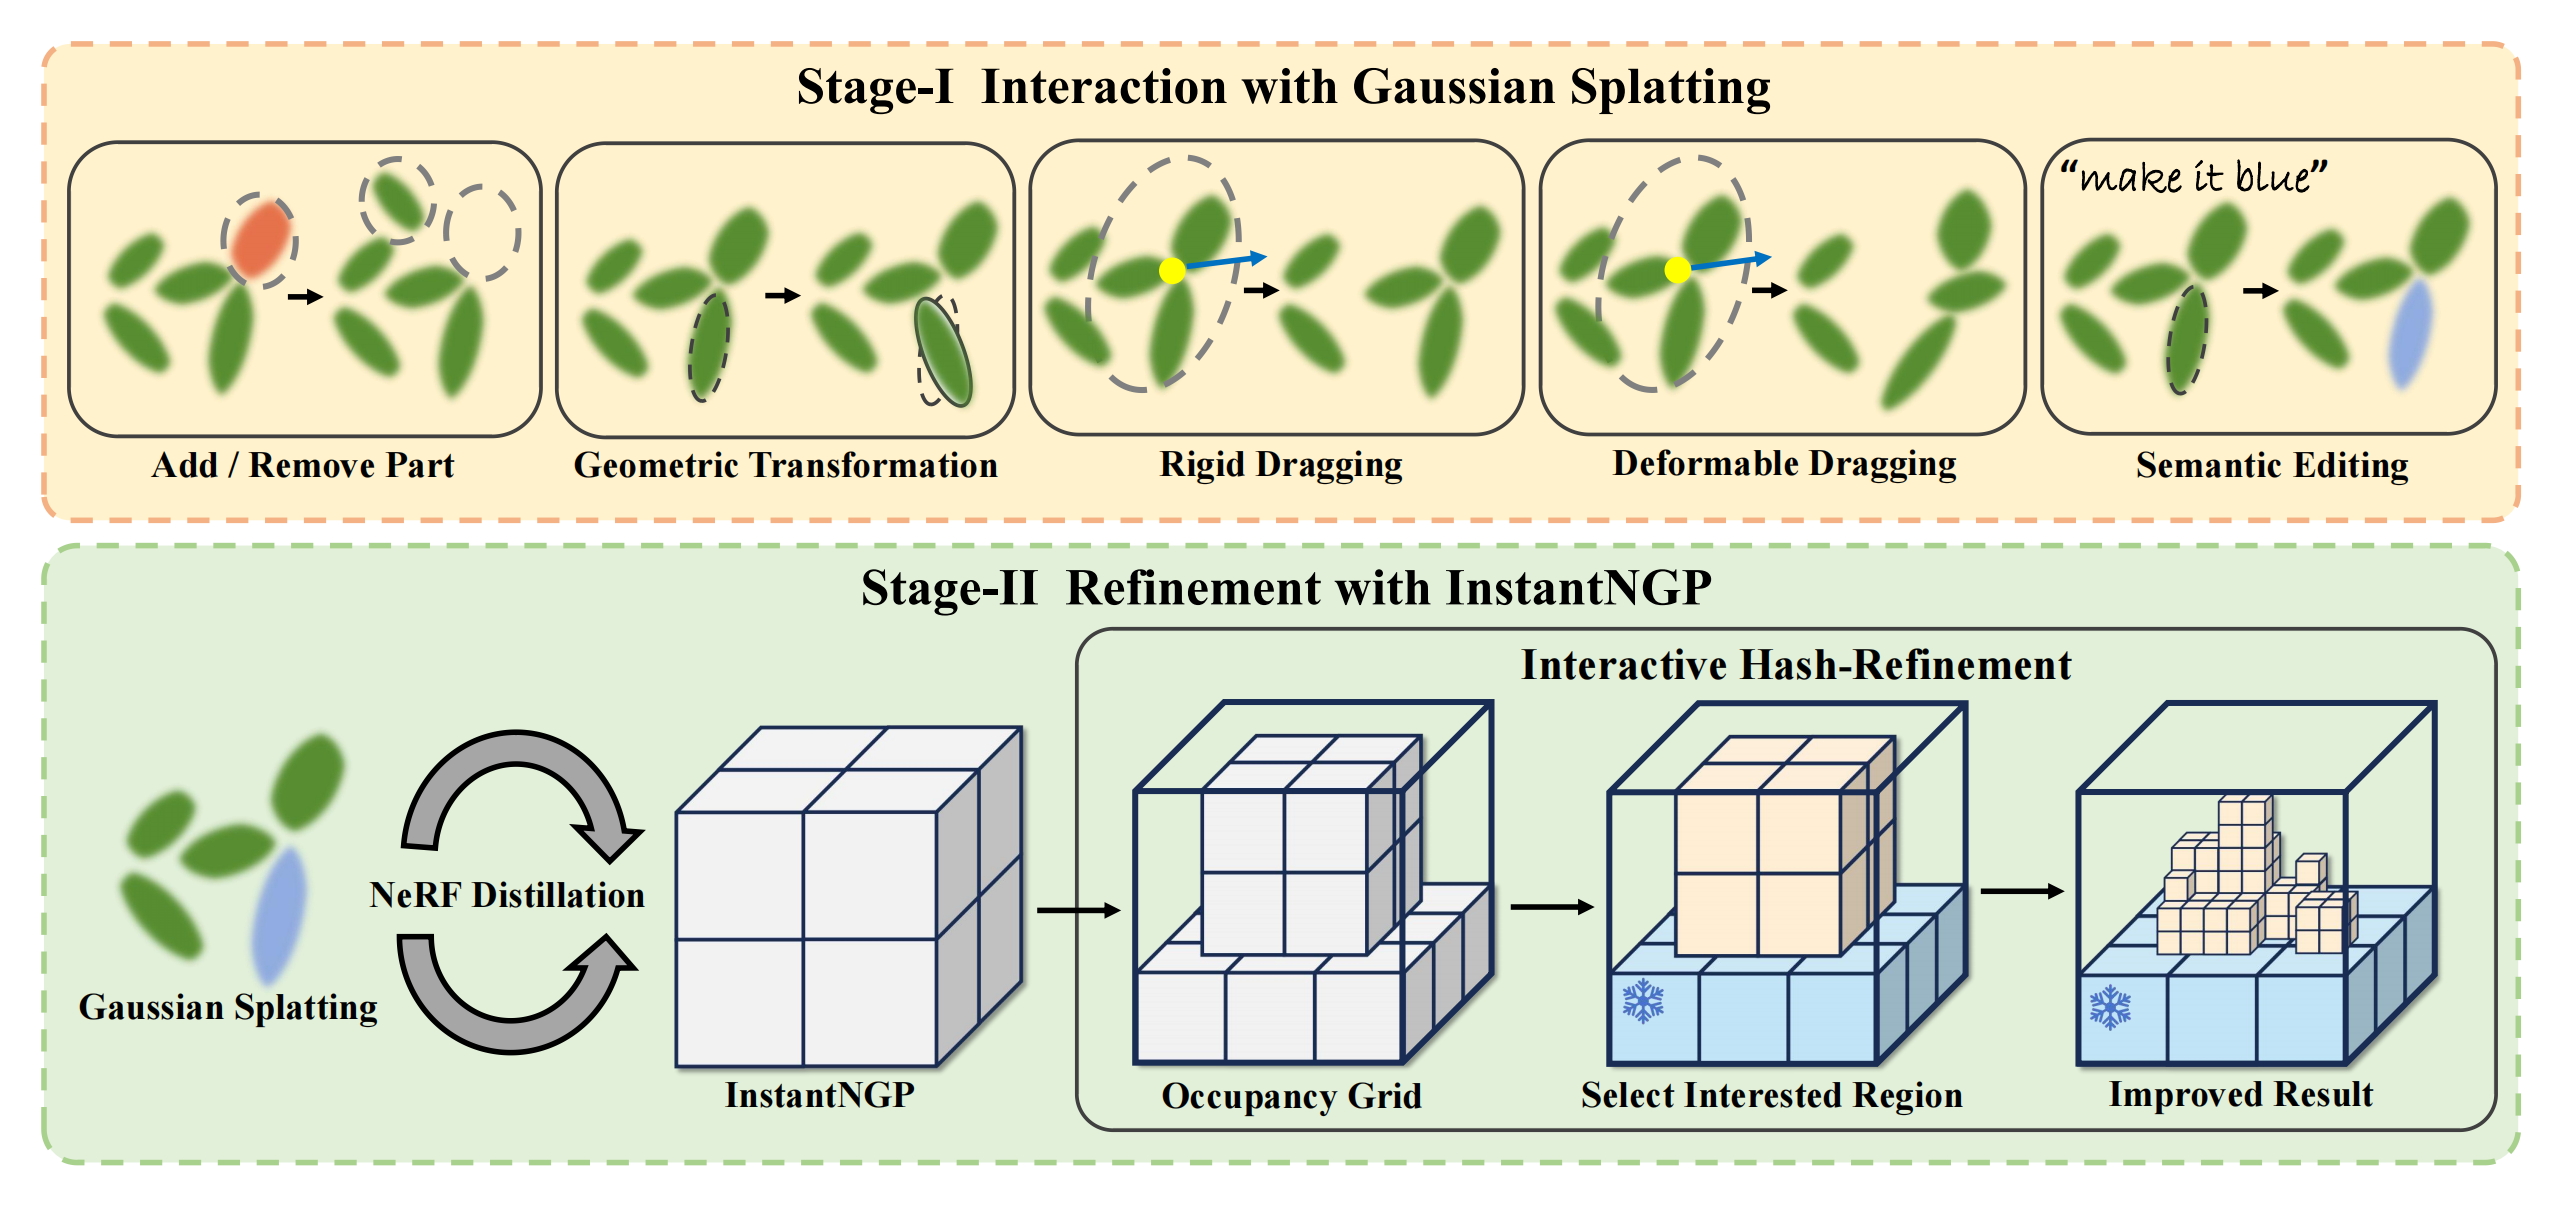 Stage-I Interaction with Gaussian Splatting
“make it blue”
Add / Remove Part
Geometric Transformation
Rigid Dragging
Deformable Dragging
Semantic Editing
Stage-II Refinement with InstantNGP
Interactive Hash-Refinement
NeRF Distillation
Gaussian Splatting
InstantNGP
Occupancy Grid
Select Interested Region
Improved Result